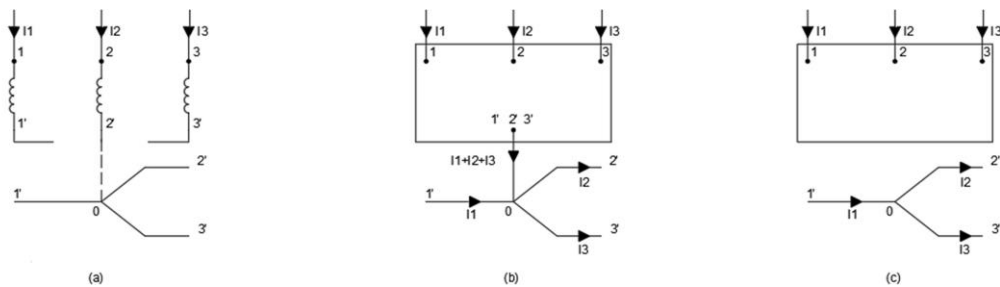 I1 I2 I3
1 2 3
1' 2' 3'
2'
1'
0
3'
(a)
I1 I2 I3
1 2 3
1' 2' 3'
I1+I2+I3
2'
I2
1'
I1
0
3'
I3
(b)
I1 I2 I3
1 2 3
2'
I2
1'
I1
0
3'
I3
(c)